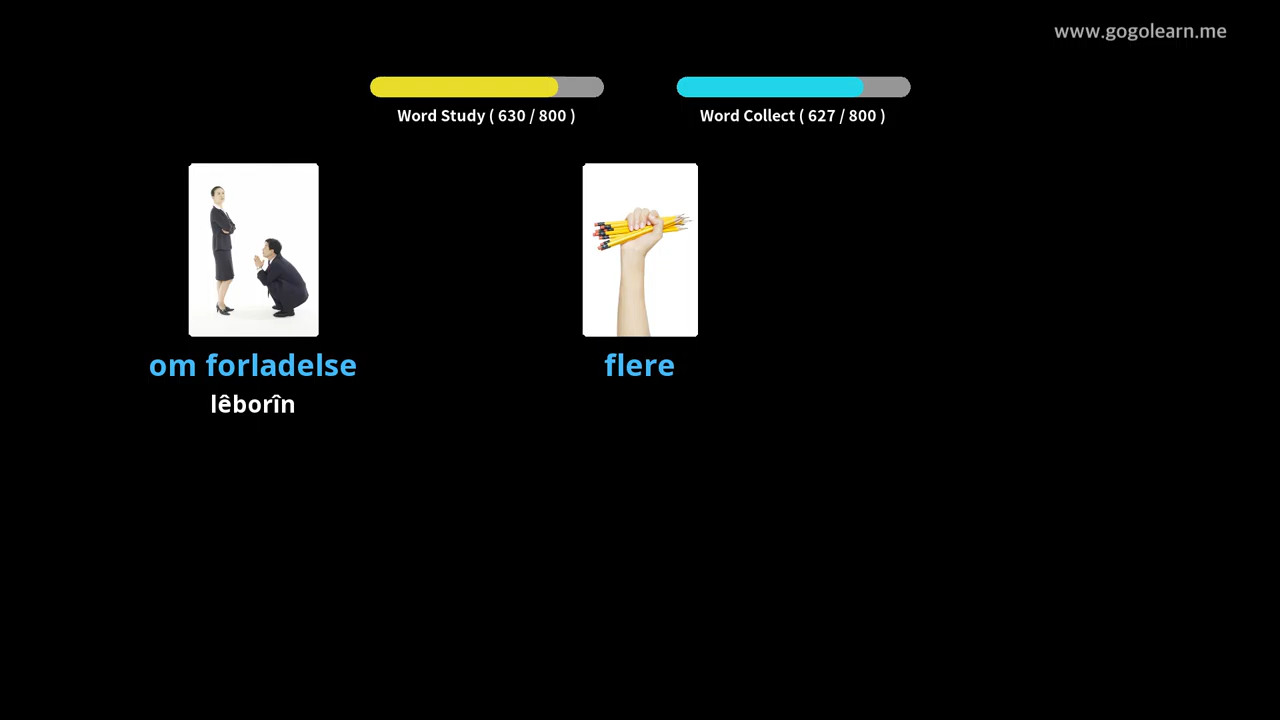 www.gogolearn.me
Word Study ( 630 / 800 )
Word Collect ( 627 / 800 )
om forladelse
flere
lêborîn